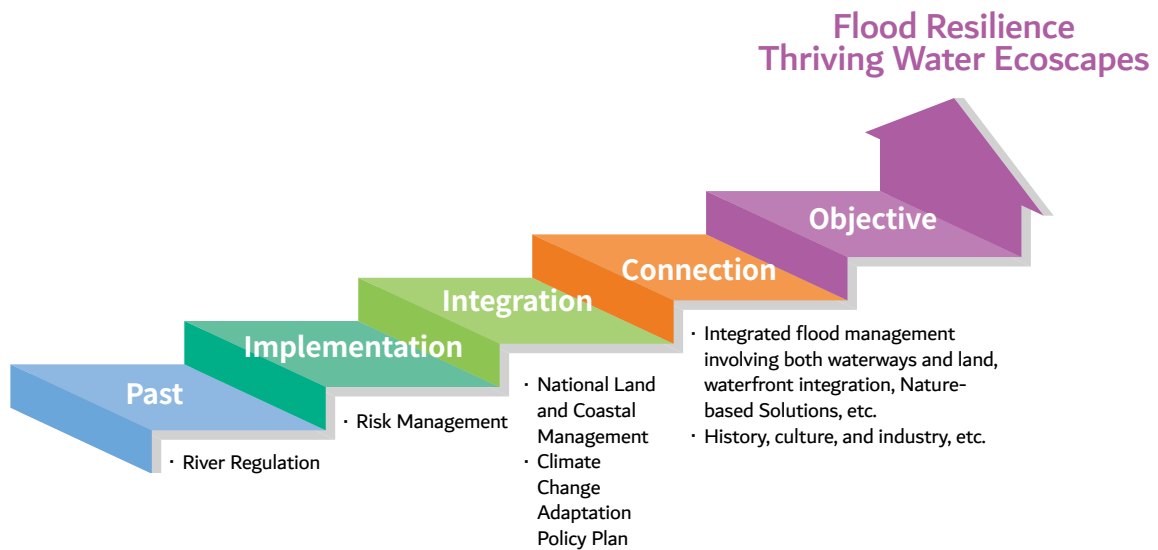 Flood Resilience
Thriving Water Ecoscapes
Objective
Connection
Integration
Implementation
Past
· River Regulation
· Risk Management
· National Land
and Coastal
Management
· Climate
Change
Adaptation
Policy Plan
· Integrated flood management
involving both waterways and land,
waterfront integration, Nature-
based Solutions, etc.
· History, culture, and industry, etc.